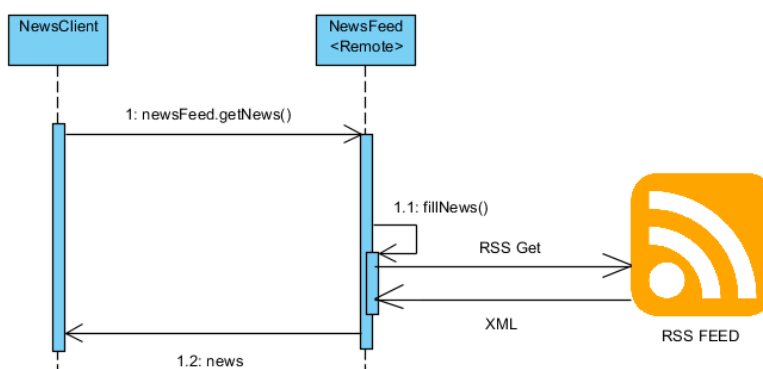 NewsClient
NewsFeed
<Remote>
1: newsFeed.getNews()
1.1: fillNews()
RSS Get
XML
RSS FEED
1.2: news